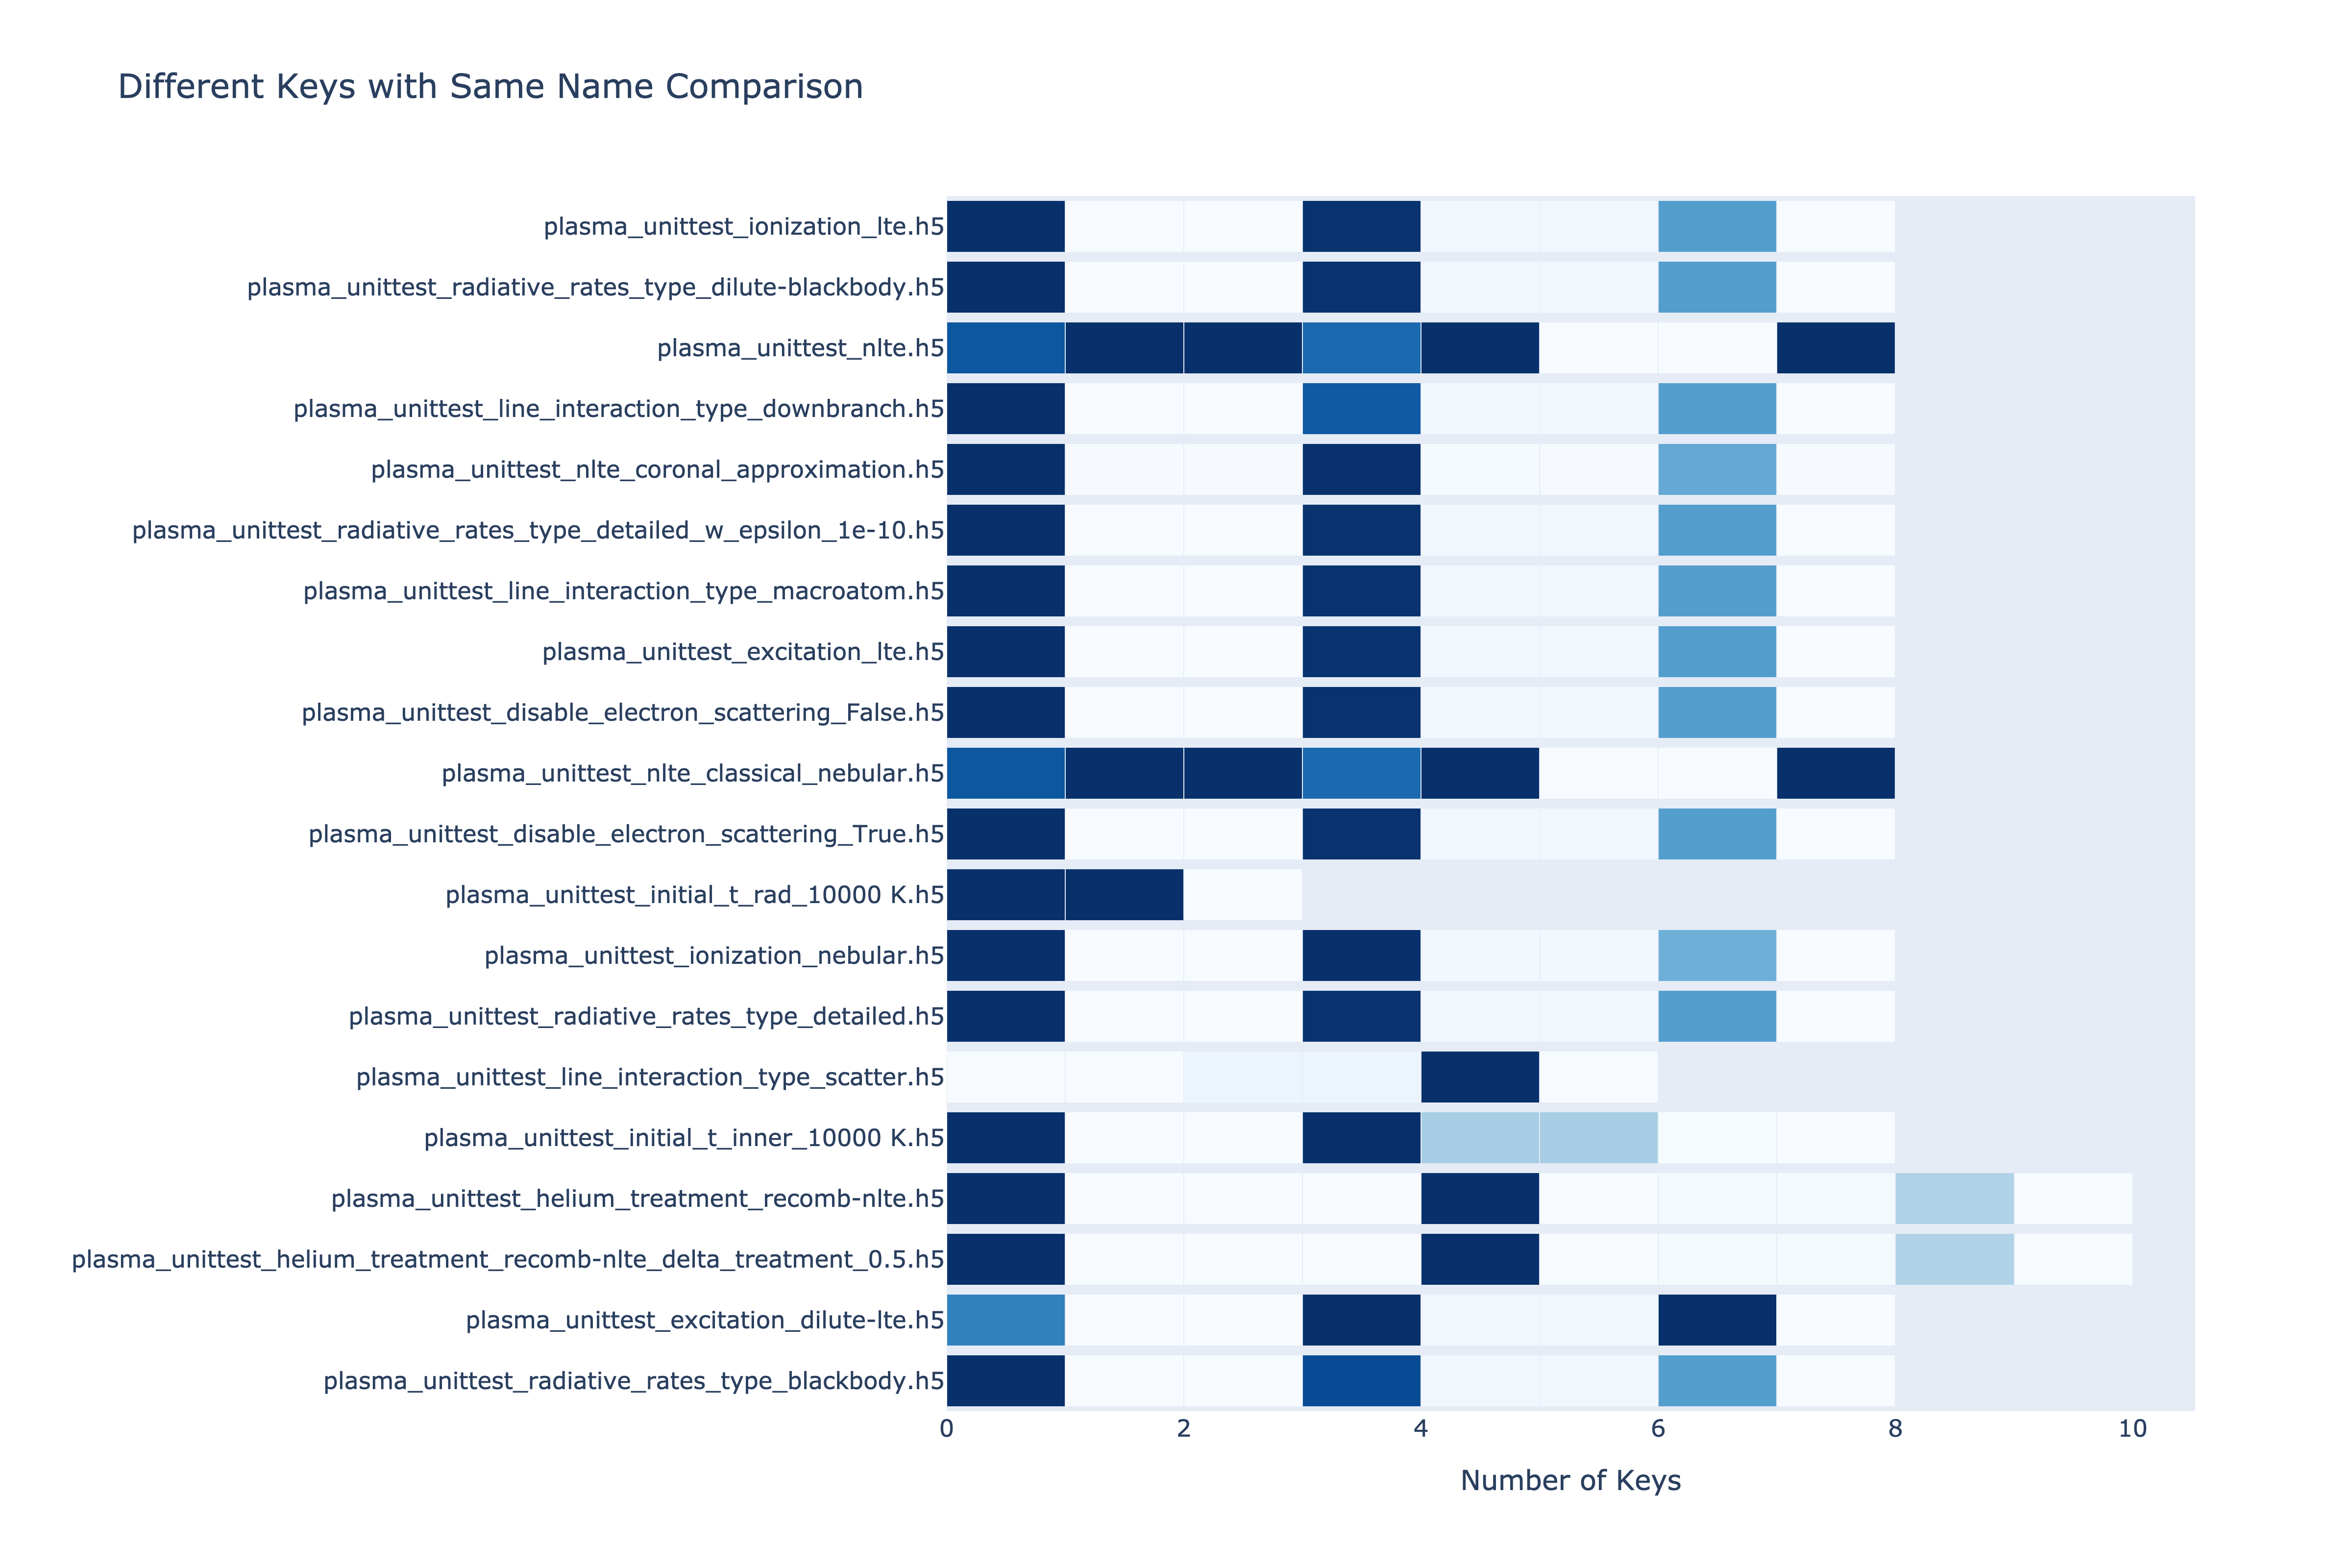 Different Keys with Same Name Comparison
plasma_unittest_ionization_lte.h5
plasma_unittest_radiative_rates_type_dilute-blackbody.h5
plasma_unittest_nlte.h5
plasma_unittest_line_interaction_type_downbranch.h5
plasma_unittest_nlte_coronal_approximation.h5
plasma_unittest_radiative_rates_type_detailed_w_epsilon_1e-10.h5
plasma_unittest_line_interaction_type_macroatom.h5
plasma_unittest_excitation_lte.h5
plasma_unittest_disable_electron_scattering_False.h5
plasma_unittest_nlte_classical_nebular.h5
plasma_unittest_disable_electron_scattering_True.h5
plasma_unittest_initial_t_rad_10000 K.h5
plasma_unittest_ionization_nebular.h5
plasma_unittest_radiative_rates_type_detailed.h5
plasma_unittest_line_interaction_type_scatter.h5
plasma_unittest_initial_t_inner_10000 K.h5
plasma_unittest_helium_treatment_recomb-nlte.h5
plasma_unittest_helium_treatment_recomb-nlte_delta_treatment_0.5.h5
plasma_unittest_excitation_dilute-lte.h5
plasma_unittest_radiative_rates_type_blackbody.h5
0 2 4 6 8 10
Number of Keys